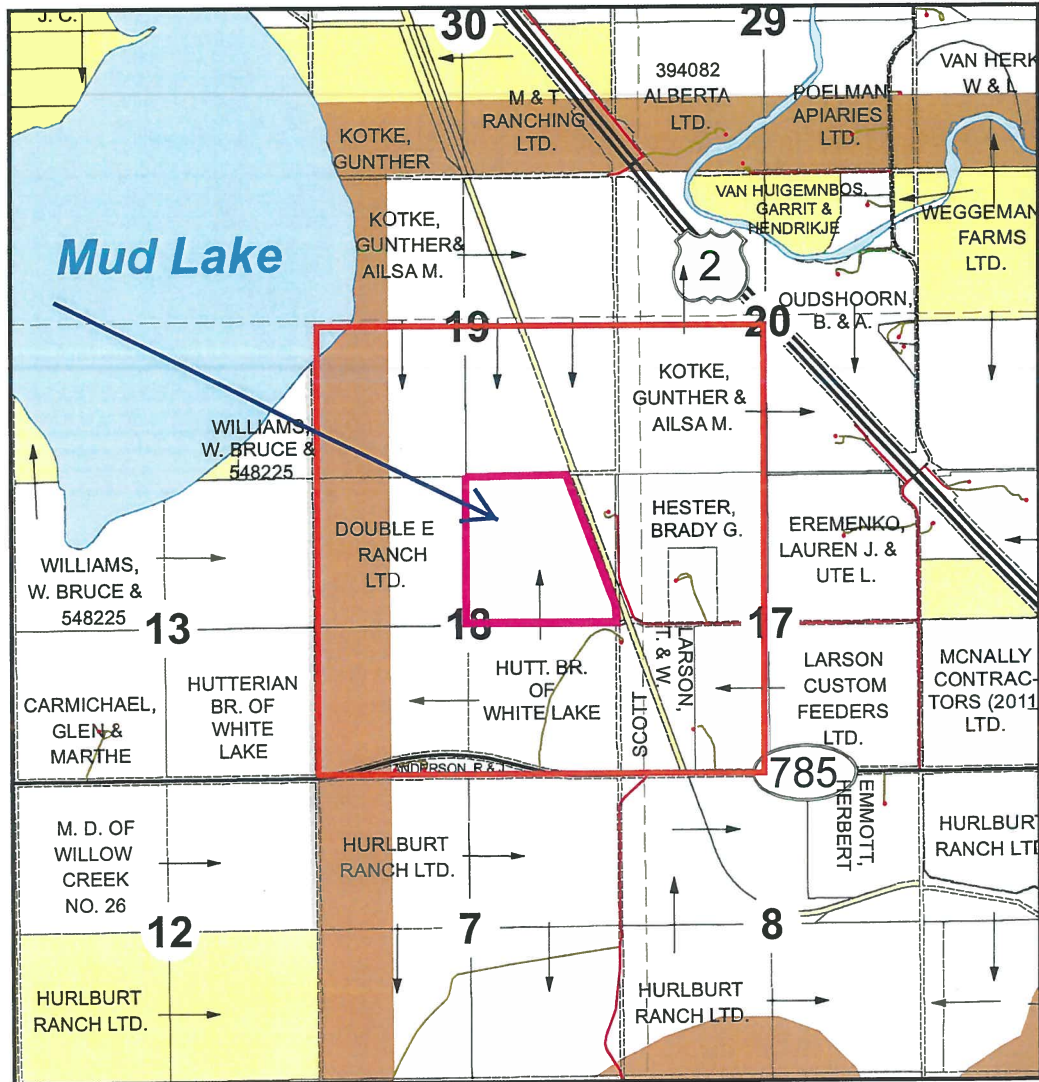 J. C.
30
29
VAN HERK
W & L
394082
ALBERTA
LTD.
M & T
RANCHING
LTD.
POELMAN
APIARIES
LTD.
KOTKE,
GUNTHER
VAN HUIGEMNBOS,
GARRIT &
HENDRIKJE
WEGGEMAN
FARMS
LTD.
KOTKE,
GUNTHER&
AILSA M.
Mud Lake
2
OUDSHOORN,
B. & A.
19
20
KOTKE,
GUNTHER &
AILSA M.
WILLIAMS,
W. BRUCE &
548225
DOUBLE E
RANCH
LTD.
HESTER,
BRADY G.
EREMENKO,
LAUREN J. &
UTE L.
WILLIAMS,
W. BRUCE &
548225
13
18
17
CARMICHAEL,
GLEN &
MARTHE
HUTTERIAN
BR. OF
WHITE
LAKE
HUTT. BR.
OF
WHITE LAKE
SCOTT
LARSON,
T. & W.
LARSON
CUSTOM
FEEDERS
LTD.
MCNALLY
CONTRAC-
TORS (2011
LTD.
ANDERSON, R & J
785
EMMOTT,
HERBERT
M. D. OF
WILLOW
CREEK
NO. 26
HURLBURT
RANCH LTD.
HURLBURT
RANCH LTD
12
7
8
HURLBURT
RANCH LTD.
HURLBURT
RANCH LTD.